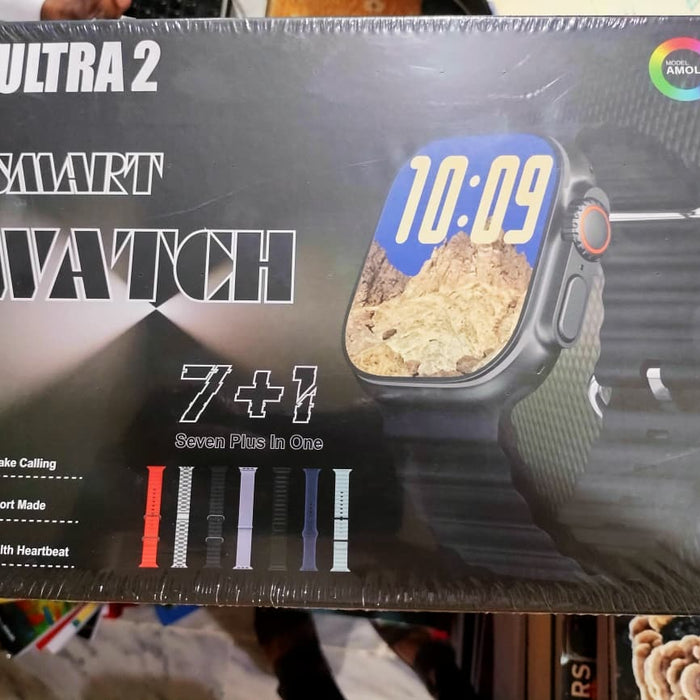 ULTRA 2
MODEL
AMOL
SMART
WATCH
10:09
7+1
Seven Plus In One
ake Calling
ort Made
lth Heartbeat
RS